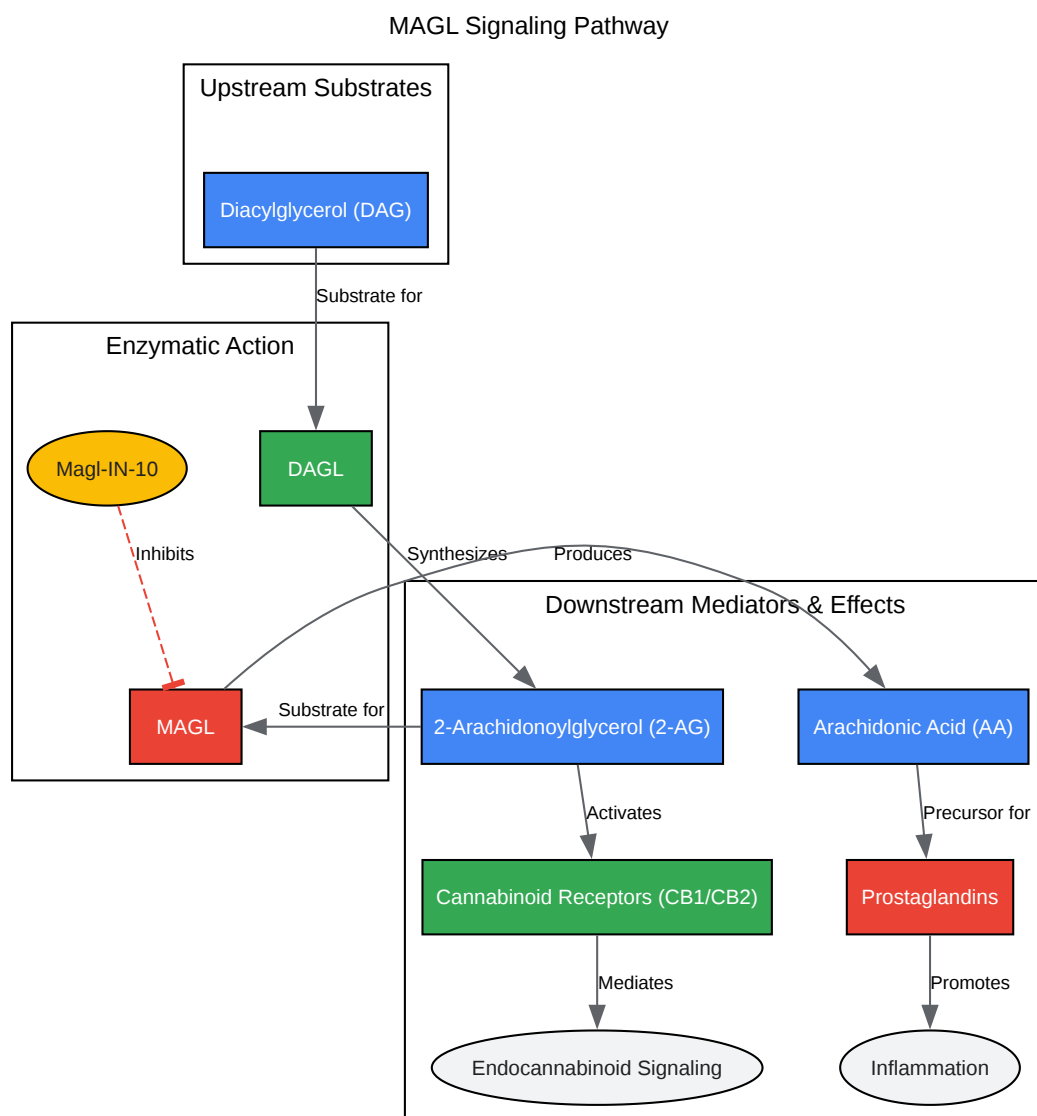 MAGL Signaling Pathway
Upstream Substrates
Diacylglycerol (DAG)
Substrate for
Enzymatic Action
Magl-IN-10
DAGL
Inhibits
Synthesizes
Produces
Downstream Mediators & Effects
MAGL
Substrate for
2-Arachidonoylglycerol (2-AG)
Arachidonic Acid (AA)
Activates
Precursor for
Cannabinoid Receptors (CB1/CB2)
Prostaglandins
Mediates
Promotes
Endocannabinoid Signaling
Inflammation